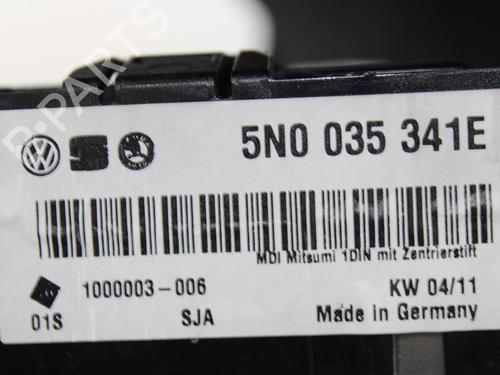 B-PARTS
5N0 035 341E
MDI Mitsumi 1DIN mit Zentrierstift
1000003-006
KW 04/11
01S
SJA
Made in Germany